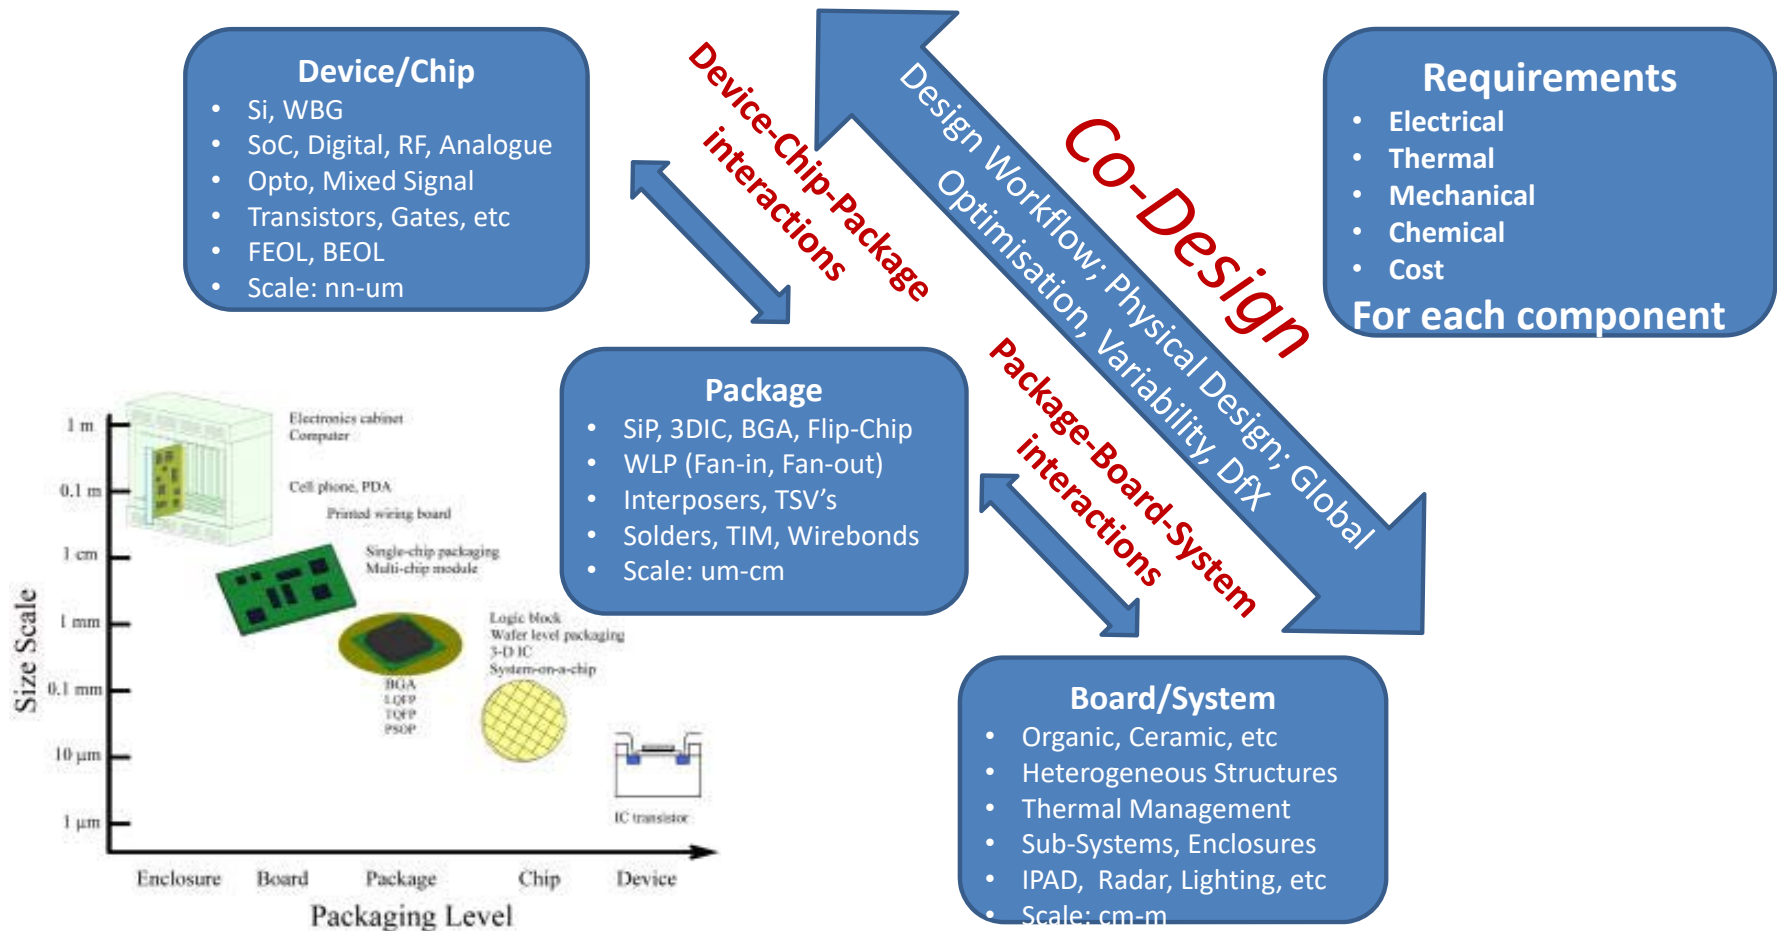 Device/Chip
• Si, WBG
• SoC, Digital, RF, Analogue
• Opto, Mixed Signal
• Transistors, Gates, etc
• FEOL, BEOL
• Scale: nn-um
Device-Chip-Package
interactions
Design Workflow; Physical Design; Global
Optimisation, Variability, DfX
Co-Design
Requirements
• Electrical
• Thermal
• Mechanical
• Chemical
• Cost
For each component
Package
• SiP, 3DIC, BGA, Flip-Chip
• WLP (Fan-in, Fan-out)
• Interposers, TSV's
• Solders, TIM, Wirebonds
• Scale: um-cm
Package-Board-System
interactions
Board/System
• Organic, Ceramic, etc
• Heterogeneous Structures
• Thermal Management
• Sub-Systems, Enclosures
• IPAD, Radar, Lighting, etc
• Scale: cm-m
Size Scale
1 m
0.1 m
1 cm
1 mm
0.1 mm
10 μm
1 μm
Electronics cabinet
Computer
Cell phone, PDA
Printed wiring board
Single-chip packaging
Multi-chip module
Logic block
Wafer level packaging
3-D IC
System-on-a-chip
BGA
LQFP
TQFP
PSOP
IC transistor
Enclosure Board Package Chip Device
Packaging Level